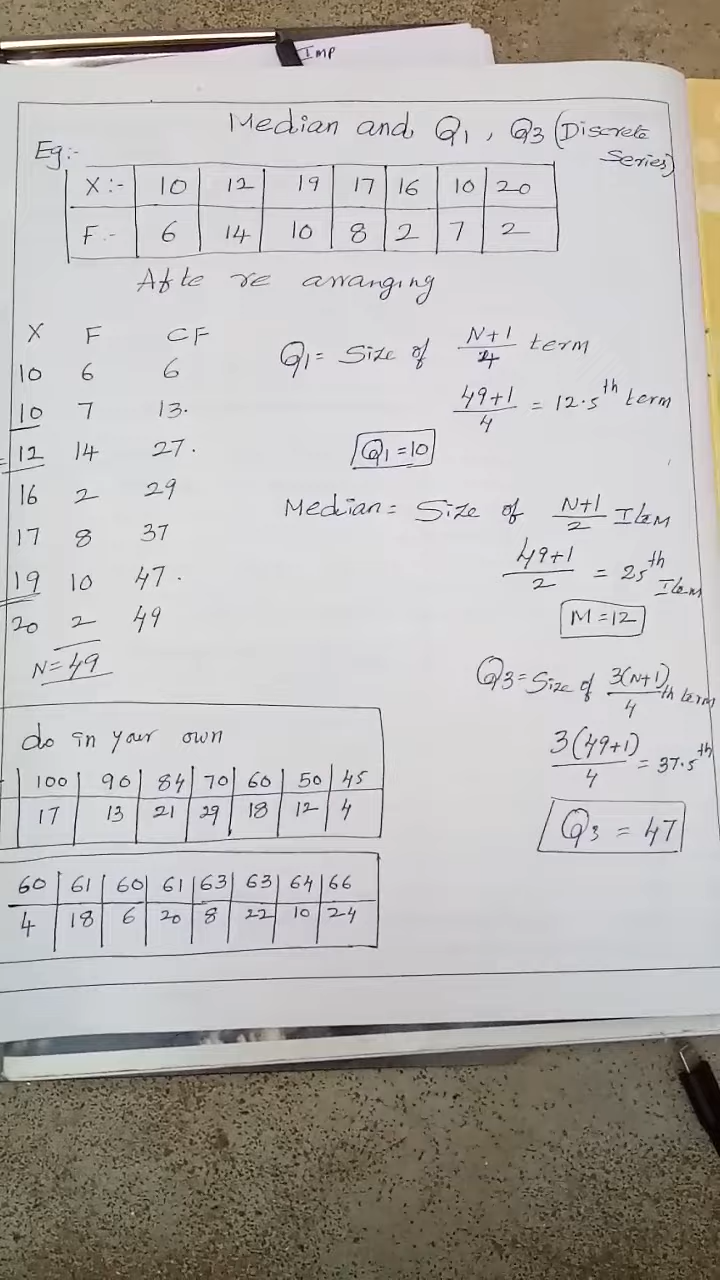 IMP
Median and Q1, Q3 (Discrete Series)
Eg:-
X:- 10 12 19 17 16 10 20
F:- 6 14 10 8 2 7 2
Afte re arranging
X F CF
10 6 6
10 7 13.
12 14 27.
16 2 29
17 8 37
19 10 47.
20 2 49
N=49
Q1= Size of N+1/4 term
49+1/4 = 12.5th term
Q1=10
Median= Size of N+1/2 Item
49+1/2 = 25th Item
M=12
Q3=Size of 3(N+1)/4 th term
3(49+1)/4 = 37.5th
Q3 = 47
do in your own
100 90 84 70 60 50 45
17 13 21 29 18 12 4
60 61 60 61 63 63 64 66
4 18 6 20 8 22 10 24